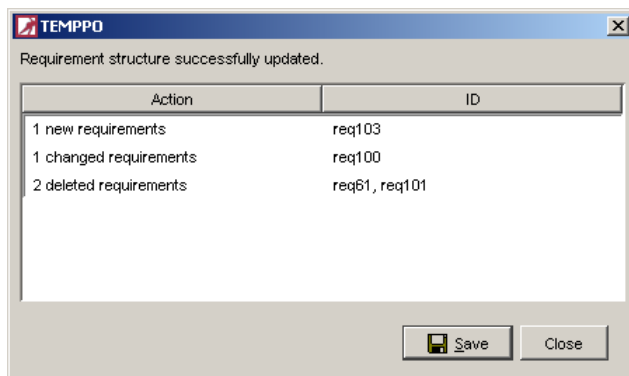 TEMPPO
Requirement structure successfully updated.
Action ID
1 new requirements req103
1 changed requirements req100
2 deleted requirements req61, req101
Save Close